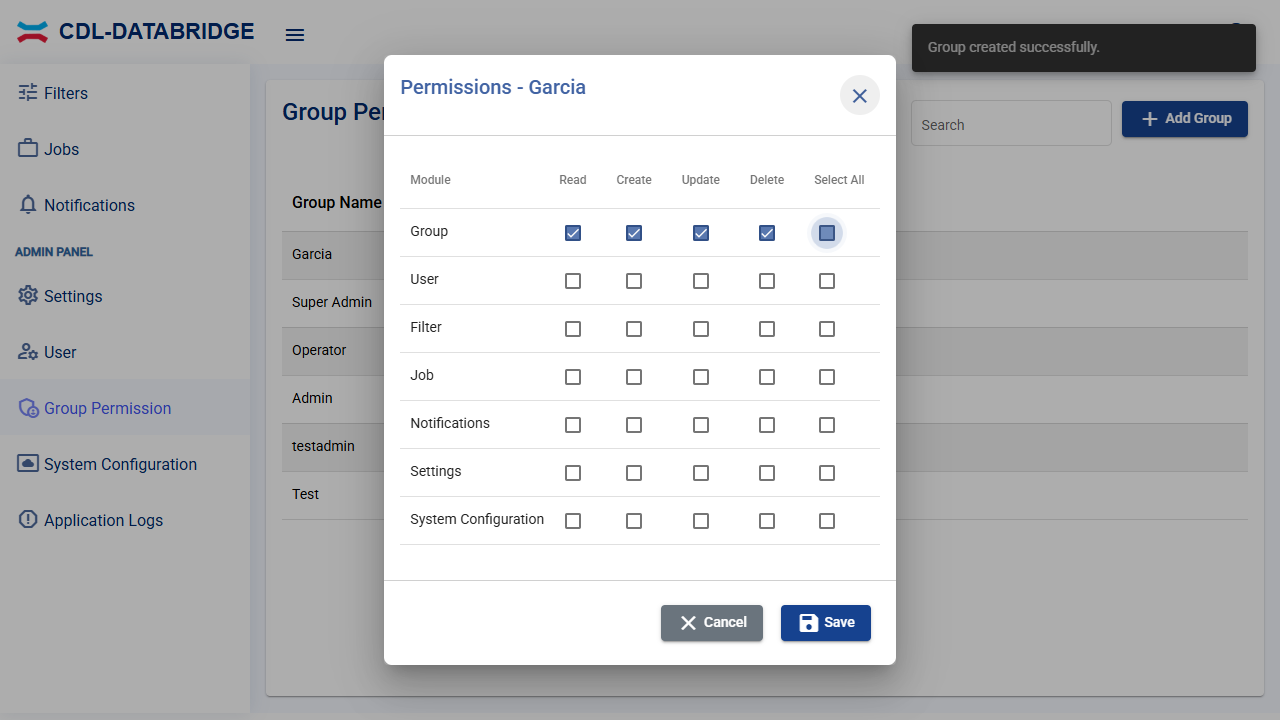 CDL-DATABRIDGE
Group created successfully.
Filters
Jobs
Notifications
ADMIN PANEL
Settings
User
Group Permission
System Configuration
Application Logs
Search
Add Group
Group Name
Garcia
Super Admin
Operator
Admin
testadmin
Test
Permissions - Garcia
Module Read Create Update Delete Select All
Group
User
Filter
Job
Notifications
Settings
System Configuration
Cancel
Save